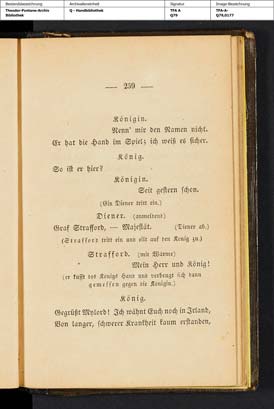 Bestandsbezeichnung Archivalieneinheit Signatur Image-Bezeichnung
Theodor-Fontane-Archiv Q - Handbibliothek TFA A TFA-A-
Bibliothek Q79 Q79,0177
— 259 —
Königin.
Nenn' mir den Namen nicht.
Er hat die Hand im Spiel; ich weiß es sicher.
König.
So ist er hier?
Königin.
Seit gestern schon.
(Ein Diener tritt ein.)
Diener. (anmeldend)
Graf Strafford, — Majestät. (Diener ab.)
(Strafford tritt ein und eilt auf den König zu.)
Strafford. (mit Wärme)
Mein Herr und König!
(er küßt des Königs Hand und verbeugt sich dann
gemessen gegen die Königin.)
König.
Gegrüßt Mylord! Ich wähnt Euch noch in Irland,
Von langer, schwerer Krankheit kaum erstanden,